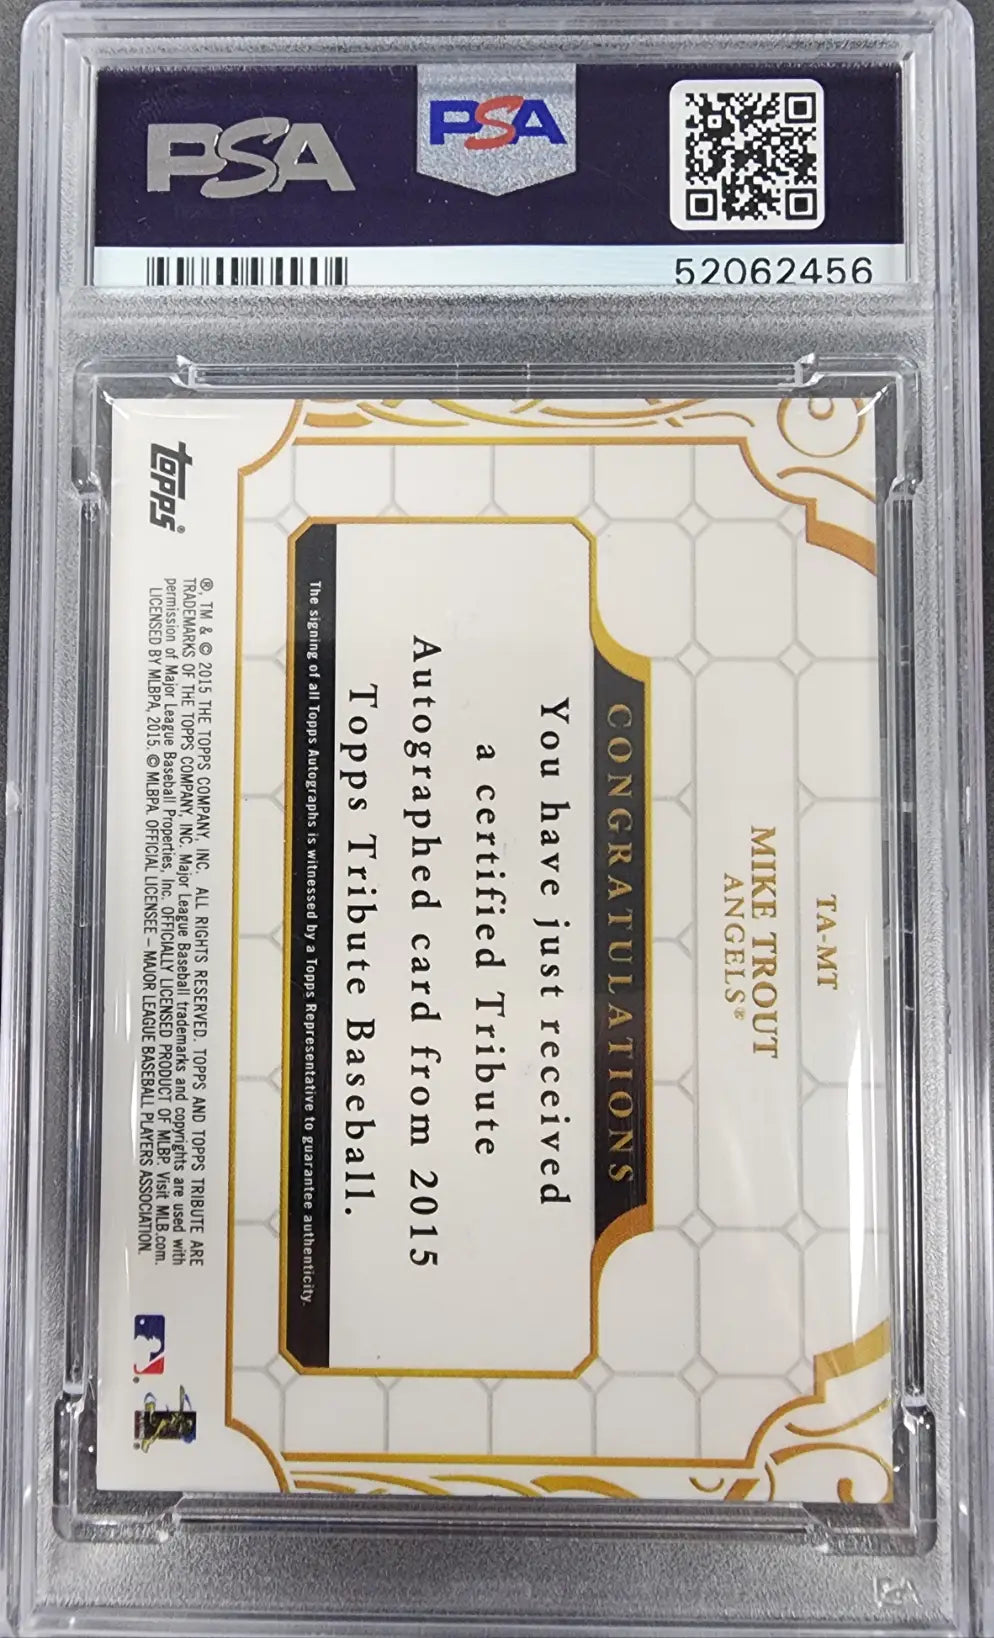 PSA
PSA
52062456
TA-MT
MIKE TROUT
ANGELS®
CONGRATULATIONS
You have just received
a certified Tribute
Autographed card from 2015
Topps Tribute Baseball.
The signing of all Topps Autographs is witnessed by a Topps Representative to guarantee authenticity.
topps®
®, TM & © 2015 THE TOPPS COMPANY, INC. ALL RIGHTS RESERVED. TOPPS AND TOPPS TRIBUTE ARE
TRADEMARKS OF THE TOPPS COMPANY, INC. Major League Baseball trademarks and copyrights are used with
permission of Major League Baseball Properties, Inc. OFFICIALLY LICENSED PRODUCT OF MLBP. Visit MLB.com.
LICENSED BY MLBPA, 2015. © MLBPA. OFFICIAL LICENSEE – MAJOR LEAGUE BASEBALL PLAYERS ASSOCIATION.
PSA